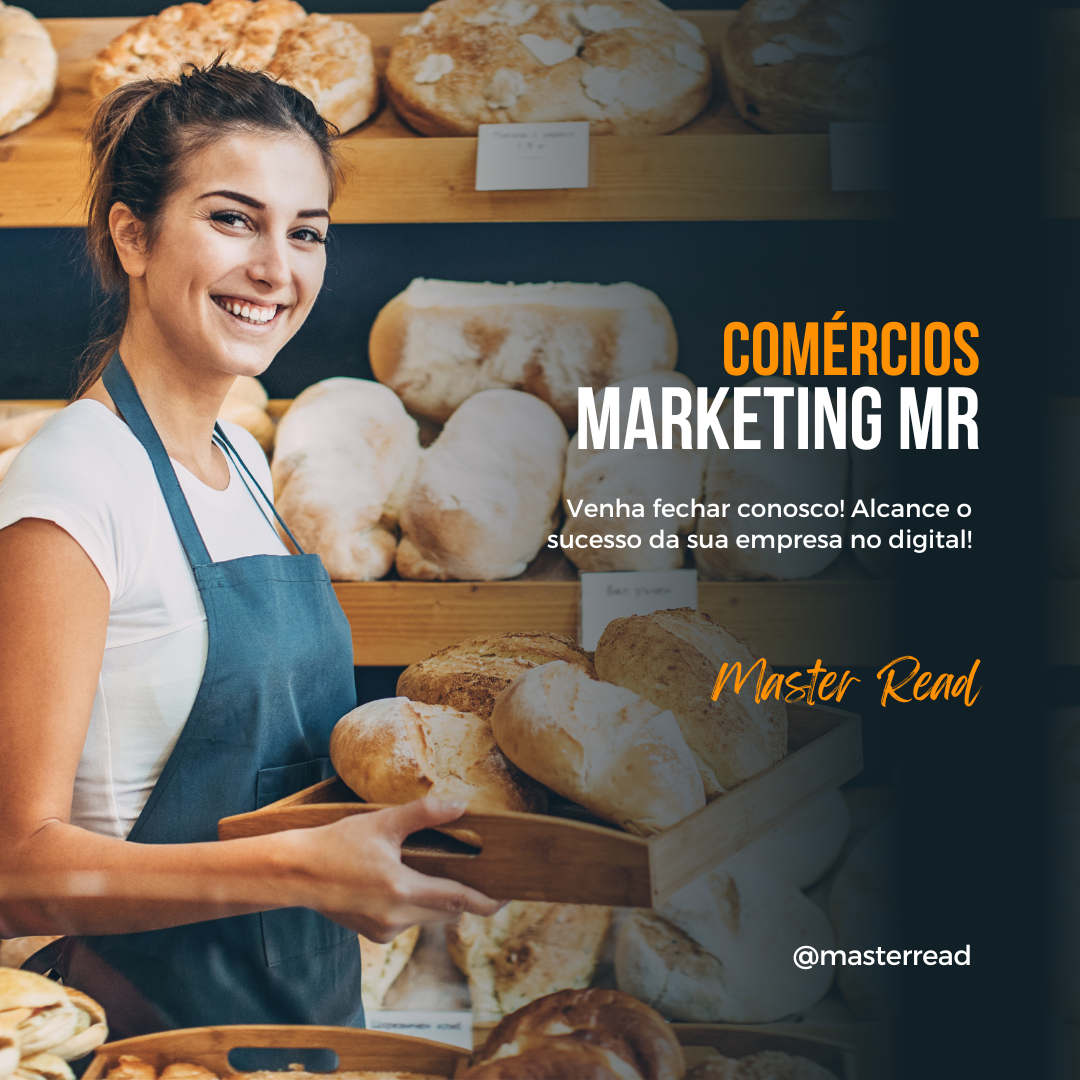 COMÉRCIOS
MARKETING MR
Venha fechar conosco! Alcance o
sucesso da sua empresa no digital!
Master Read
@masterread